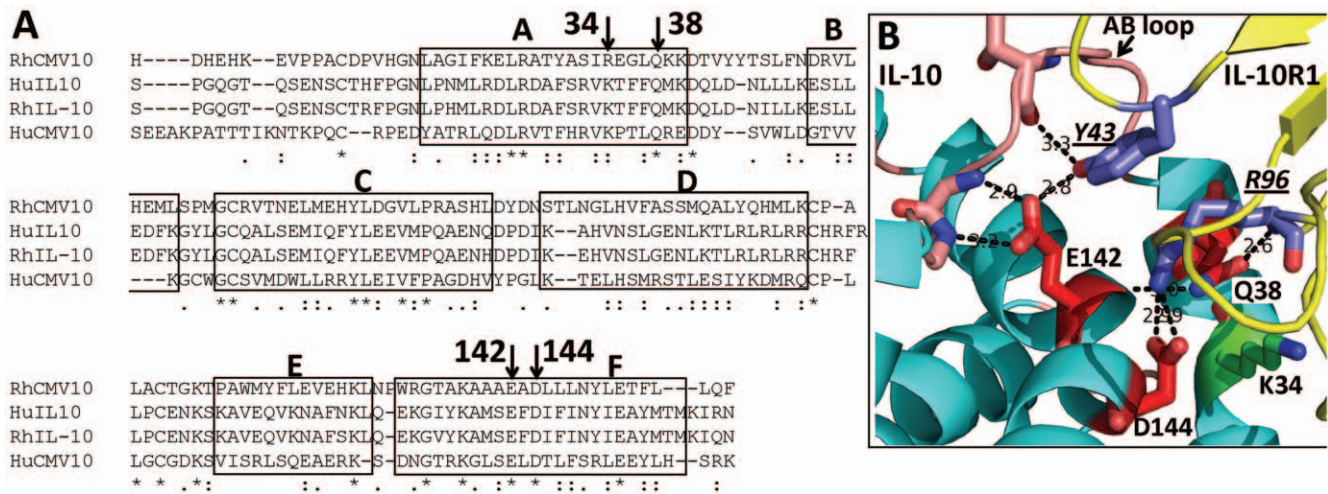 A
A
34
38
B
RhCMV10 H----DHEHK--EVPPACDPVHGNLAGIFKELRATYASIREGLQKKDTVYYTSLFNDRVL
HuIL10 S-----PGQGT--QSENSCTHFPGNLPNMLRDLRDAFSRVKTFFQMKDQLD-NLLLKESLL
RhIL-10 S-----PGQGT--QSENSCTRFPGNLPHMLRDLRDAFSRVKTFFQMKDQLD-NILLKESLL
HuCMV10 SEEAKPATTTIKNTKPQC--RPEDYATRLQDLRVTFHRVKPTLQREDDY--SVWLDGTVV
C
D
RhCMV10 HEMLSPMGCRVTNELMEHYLDGVLPRASHLDYDNSTLNGLHVFASSMQALYQHMLKCP-A
HuIL10 EDFKGYLGCQALSEMIQFYLEEVMPQAENQDPDIK--AHVNSLGENLKTLRLRLRRCHRFR
RhIL-10 EDFKGYLGCQALSEMIQFYLEEVMPQAENHDPDIK--EHVNSLGENLKTLRLRLRRCHRF
HuCMV10 ---KGCWGCSVMDWLLRRYLEIVFPAGDHVYPGLK--TELHSMRSTLESIYKDMRQCP-L
142
144
E
F
RhCMV10 LACTGKTPAWMYFLEVEHKLNPWRGTAKAAAEADLLLNYLETFL---LQF
HuIL10 LPCENKSKAVEQVKNAFNKLQ-EKGIYKAMSEFDIFINYIEAYMTMKIRN
RhIL-10 LPCENKSKAVEQVKNAFSKLQ-EKGVYKAMSEFDIFINYIEAYMTMKIQN
HuCMV10 LGCGDKSVISRLSQEAERK-S-DNGTRKGLSELDTLFSRLEEYLH-SRK
B
AB loop
IL-10
IL-10R1
Y43
3.3
2.9
2.8
R96
2.6
E142
Q38
K34
D144